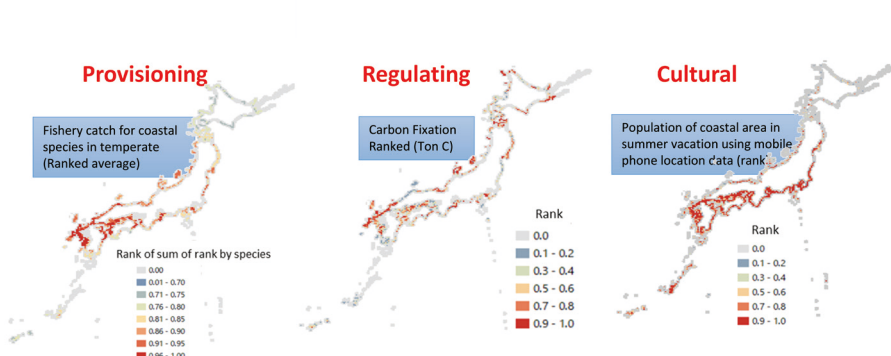 Provisioning
Fishery catch for coastal
species in temperate
(Ranked average)
Rank of sum of rank by species
0.00
0.01 - 0.70
0.71 - 0.75
0.76 - 0.80
0.81 - 0.85
0.86 - 0.90
0.91 - 0.95
0.96 - 1.00
Regulating
Carbon Fixation
Ranked (Ton C)
Rank
0.0
0.1 - 0.2
0.3 - 0.4
0.5 - 0.6
0.7 - 0.8
0.9 - 1.0
Cultural
Population of coastal area in
summer vacation using mobile
phone location data (rank)
Rank
0.0
0.1 - 0.2
0.3 - 0.4
0.5 - 0.6
0.7 - 0.8
0.9 - 1.0